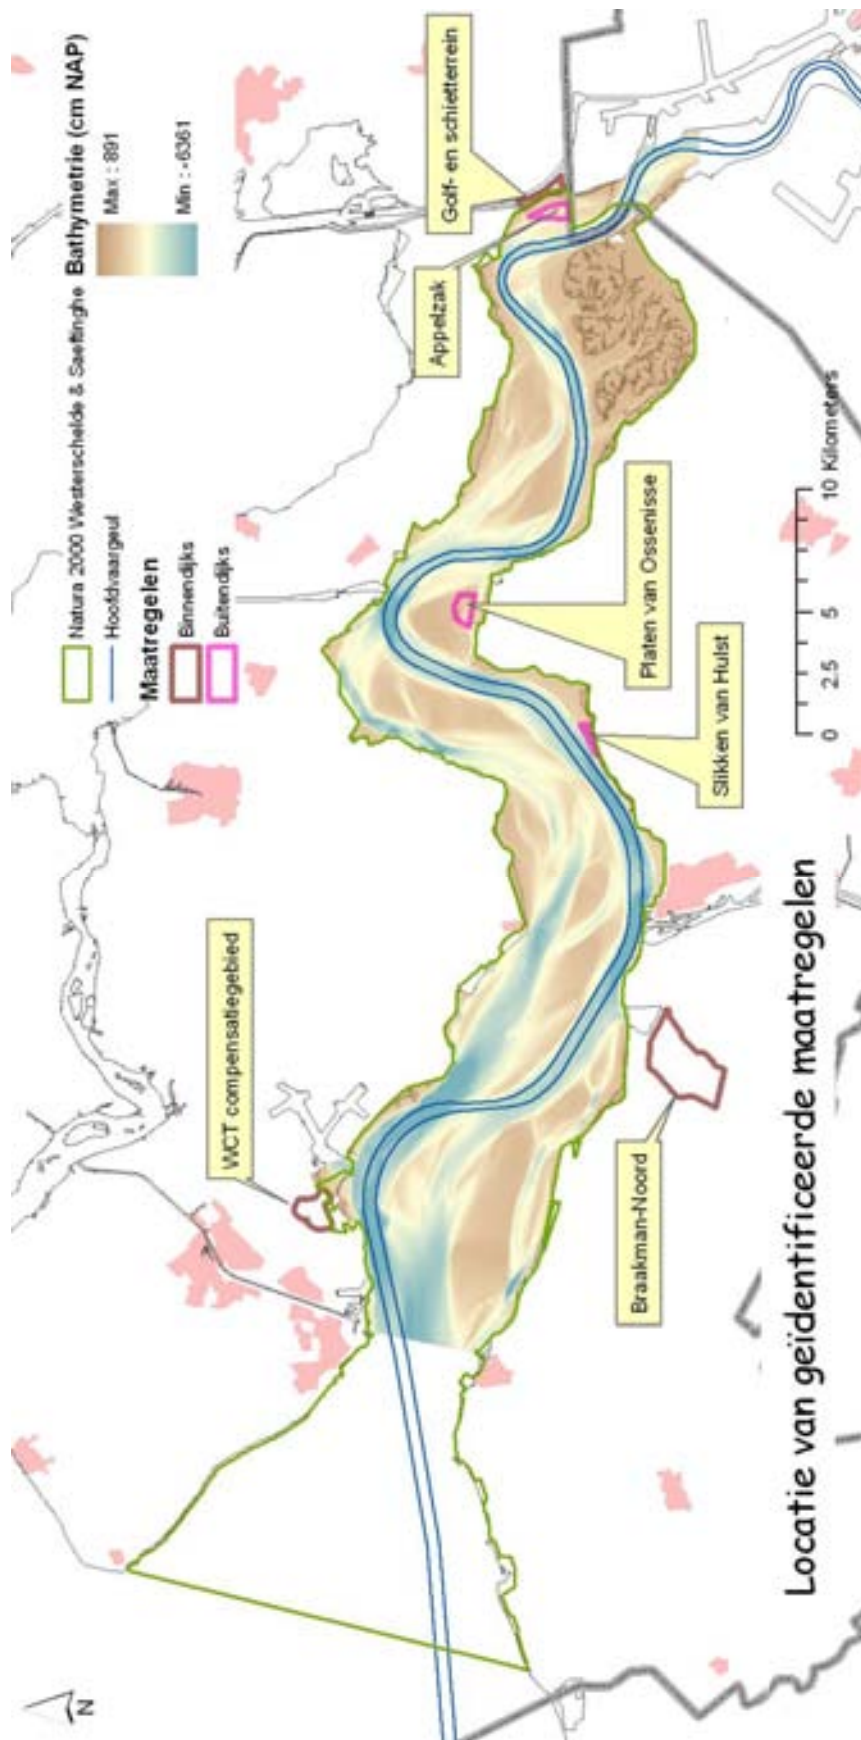 N
Natura 2000 Westerschelde & Saeftinghe
Hoofdvaargeul
Maatregelen
Binnendijks
Buitendijks
Bathymetrie (cm NAP)
Max : 891
Min : -6361
WCT compensatiegebied
Appelzak
Golf- en schietterrein
Braakman-Noord
Slikken van Hulst
Platen van Ossenisse
0 2.5 5 10 Kilometers
Locatie van geïdentificeerde maatregelen